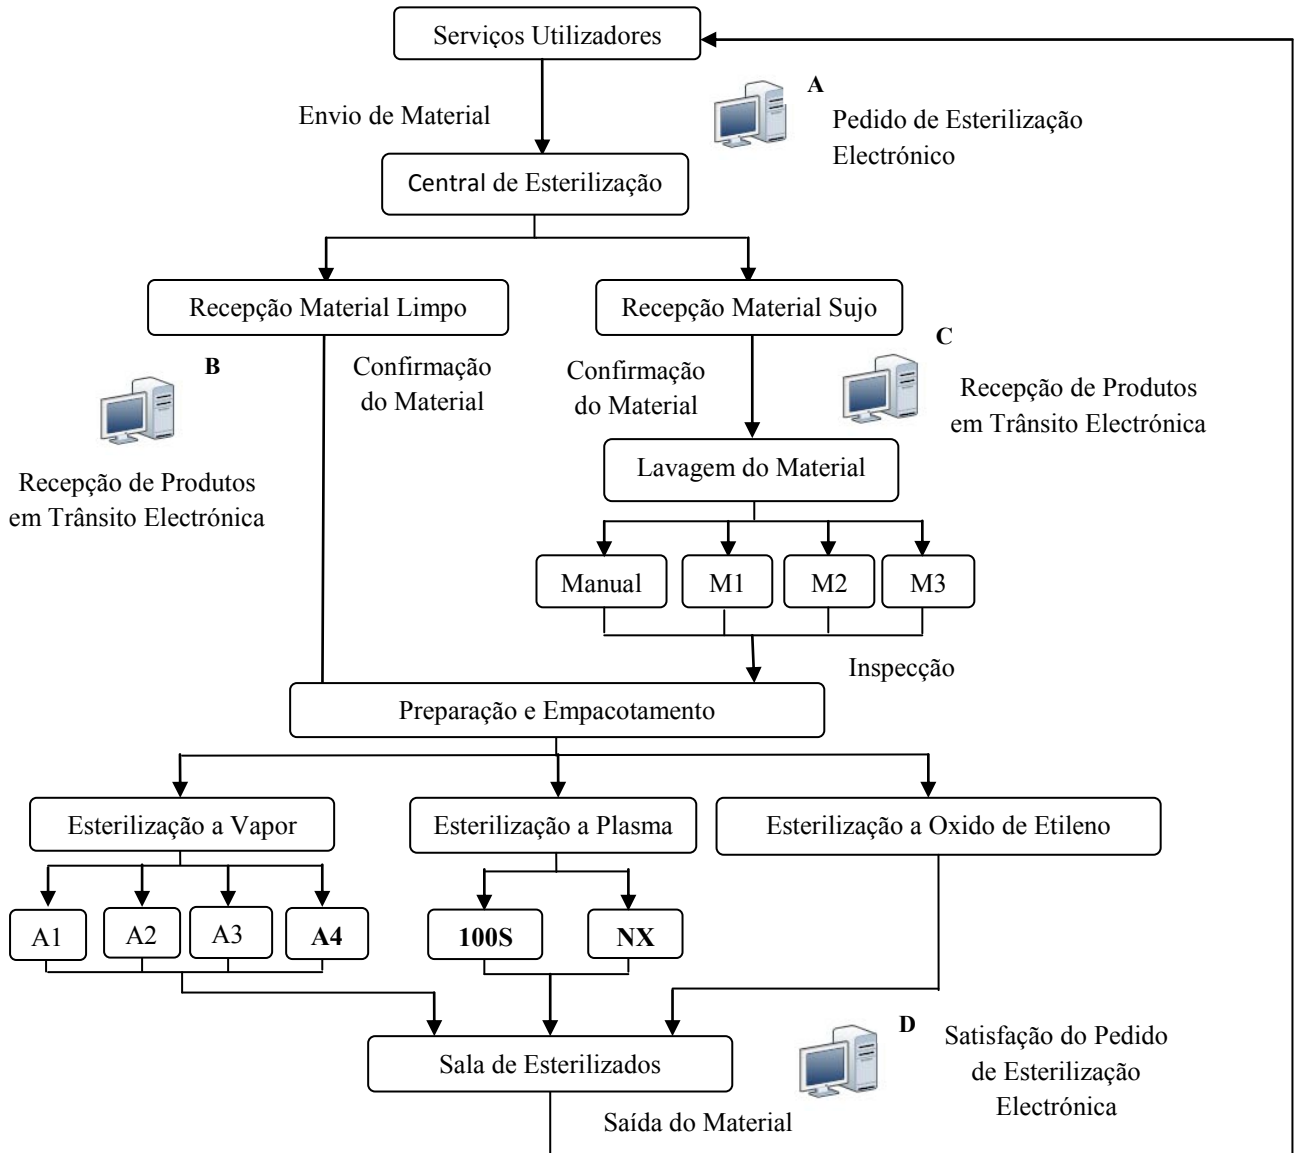 Serviços Utilizadores
Envio de Material
A
Pedido de Esterilização
Electrónico
Central de Esterilização
Recepção Material Limpo
Recepção Material Sujo
B
Confirmação
do Material
Confirmação
do Material
C
Recepção de Produtos
em Trânsito Electrónica
Recepção de Produtos
em Trânsito Electrónica
Lavagem do Material
Manual
M1
M2
M3
Inspecção
Preparação e Empacotamento
Esterilização a Vapor
Esterilização a Plasma
Esterilização a Oxido de Etileno
A1
A2
A3
A4
100S
NX
Sala de Esterilizados
D
Satisfação do Pedido
de Esterilização
Electrónica
Saída do Material